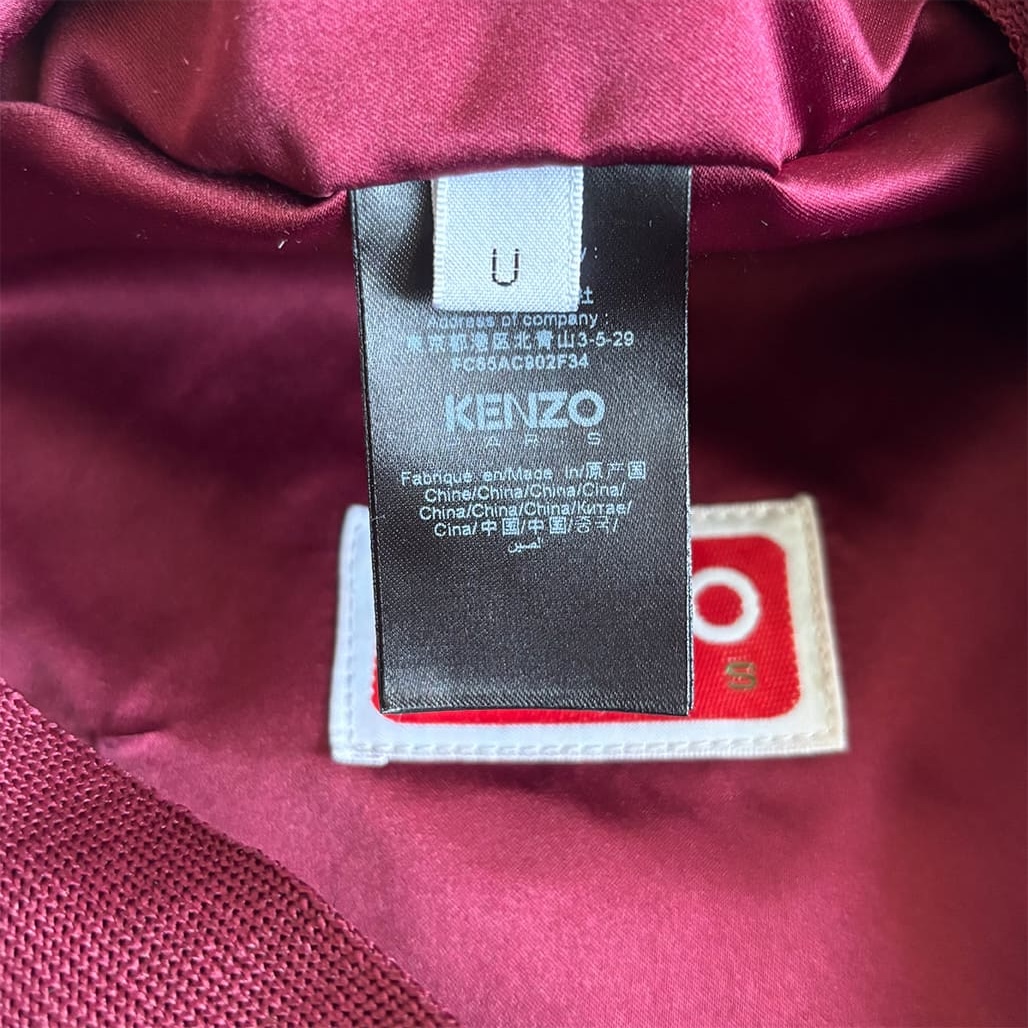 U
:
社
Address of company :
東京都港区北青山3-5-29
FC65AC902F34
KENZO
PARIS
Fabriqué en/Made in/原产国
Chine/China/China/Cina/
China/China/China/Китае/
Cina/中国/中国/중국/
الصين
O
S